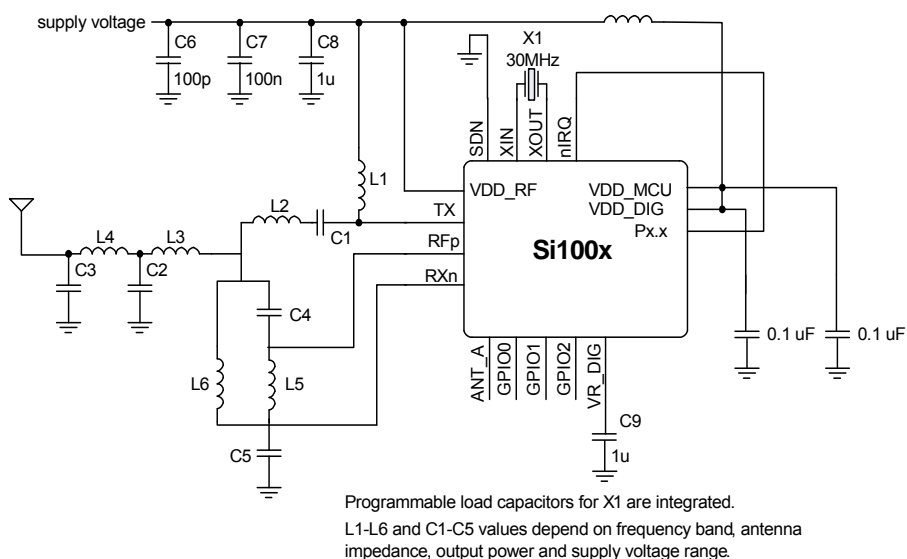 supply voltage
C6
100p
C7
100n
C8
1u
X1
30MHz
SDN
XIN
XOUT
nIRQ
L1
VDD_RF
VDD_MCU
VDD_DIG
Px.x
L2
C1
TX
RFp
RXn
Si100x
L4
L3
C3
C2
C4
L6
L5
C5
0.1 uF
0.1 uF
ANT_A
GPIO0
GPIO1
GPIO2
VR_DIG
C9
1u
Programmable load capacitors for X1 are integrated.
L1-L6 and C1-C5 values depend on frequency band, antenna
impedance, output power and supply voltage range.